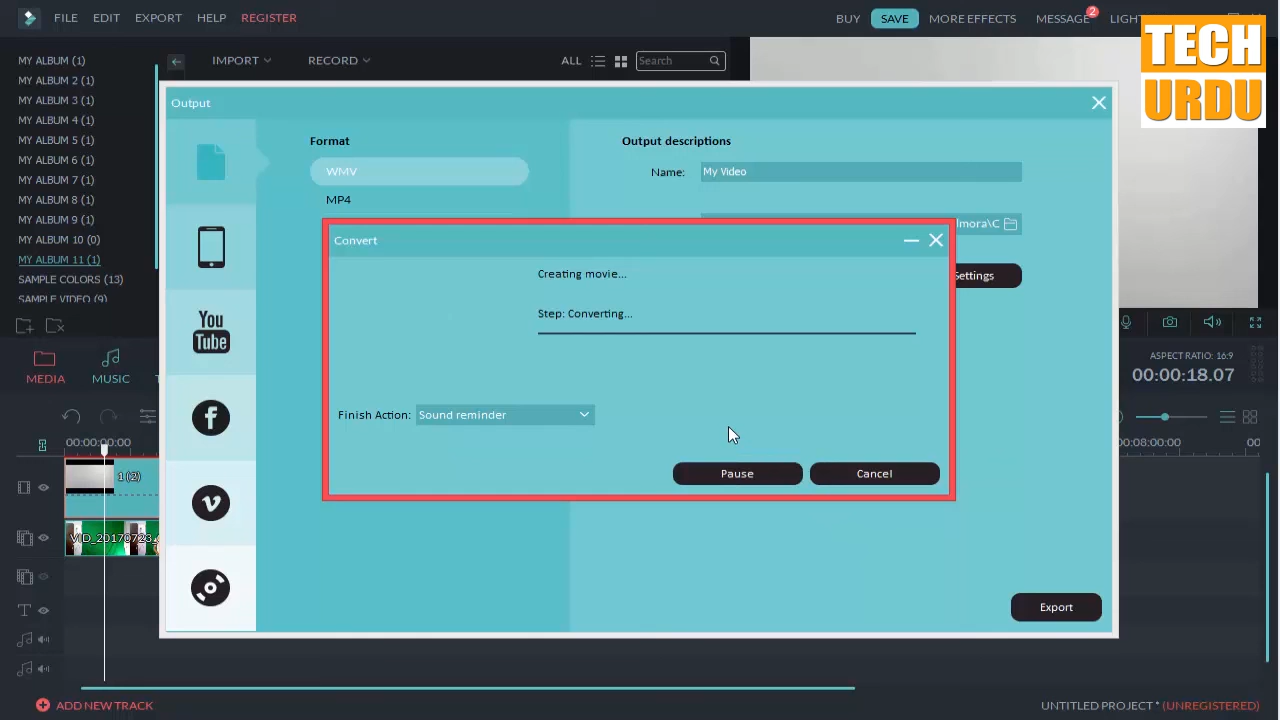 FILE EDIT EXPORT HELP REGISTER
BUY SAVE MORE EFFECTS MESSAGE 2
TECH
URDU
MY ALBUM (1)
MY ALBUM 2 (1)
MY ALBUM 3 (1)
MY ALBUM 4 (1)
MY ALBUM 5 (1)
MY ALBUM 6 (1)
MY ALBUM 7 (1)
MY ALBUM 8 (1)
MY ALBUM 9 (1)
MY ALBUM 10 (0)
MY ALBUM 11 (1)
SAMPLE COLORS (13)
SAMPLE VIDEO (9)
IMPORT RECORD ALL Search
Output
Format
WMV
MP4
Output descriptions
Name: My Video
lmora\C
Settings
You
Tube
Convert
Creating movie...
Step: Converting...
Finish Action: Sound reminder
Pause Cancel
Export
MEDIA MUSIC
ASPECT RATIO: 16:9
00:00:18.07
00:00:00:00
:08:00:00 00
1 (2)
VID_20170723_
T
ADD NEW TRACK
UNTITLED PROJECT * (UNREGISTERED)